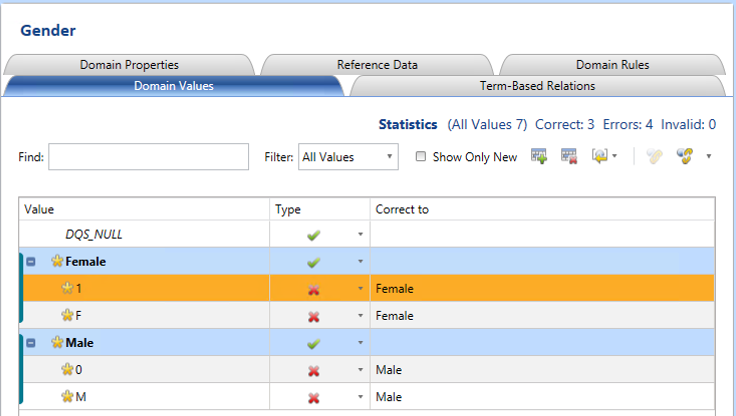 Gender
Domain Properties Reference Data Domain Rules
Domain Values Term-Based Relations
Statistics (All Values 7) Correct: 3 Errors: 4 Invalid: 0
Find: Filter: All Values Show Only New
Value Type Correct to
DQS_NULL
Female
1 Female
F Female
Male
0 Male
M Male